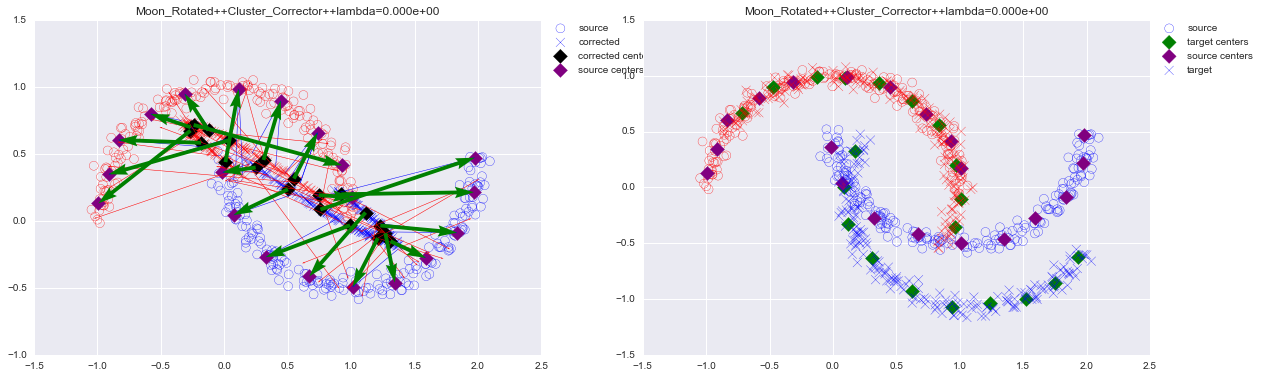 Moon_Rotated++Cluster_Corrector++lambda=0.000e+00
1.5
1.0
0.5
0.0
−0.5
−1.0
−1.5 −1.0 −0.5 0.0 0.5 1.0 1.5 2.0 2.5
source
corrected
corrected cente
source centers
Moon_Rotated++Cluster_Corrector++lambda=0.000e+00
1.5
1.0
0.5
0.0
−0.5
−1.0
−1.5
−1.5 −1.0 −0.5 0.0 0.5 1.0 1.5 2.0 2.5
source
target centers
source centers
target